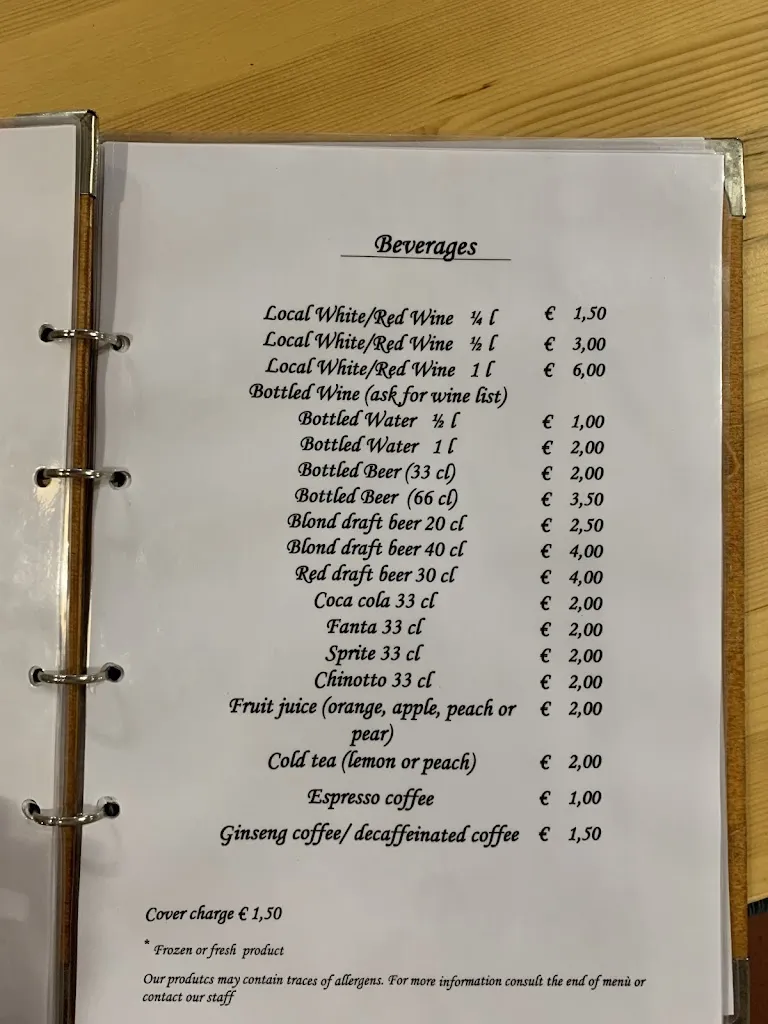 Beverages
Local White/Red Wine ¼ l € 1,50
Local White/Red Wine ½ l € 3,00
Local White/Red Wine 1 l € 6,00
Bottled Wine (ask for wine list)
Bottled Water ½ l € 1,00
Bottled Water 1 l € 2,00
Bottled Beer (33 cl) € 2,00
Bottled Beer (66 cl) € 3,50
Blond draft beer 20 cl € 2,50
Blond draft beer 40 cl € 4,00
Red draft beer 30 cl € 4,00
Coca cola 33 cl € 2,00
Fanta 33 cl € 2,00
Sprite 33 cl € 2,00
Chinotto 33 cl € 2,00
Fruit juice (orange, apple, peach or € 2,00
pear)
Cold tea (lemon or peach) € 2,00
Espresso coffee € 1,00
Ginseng coffee/ decaffeinated coffee € 1,50
Cover charge € 1,50
* Frozen or fresh product
Our produtcs may contain traces of allergens. For more information consult the end of menù or
contact our staff